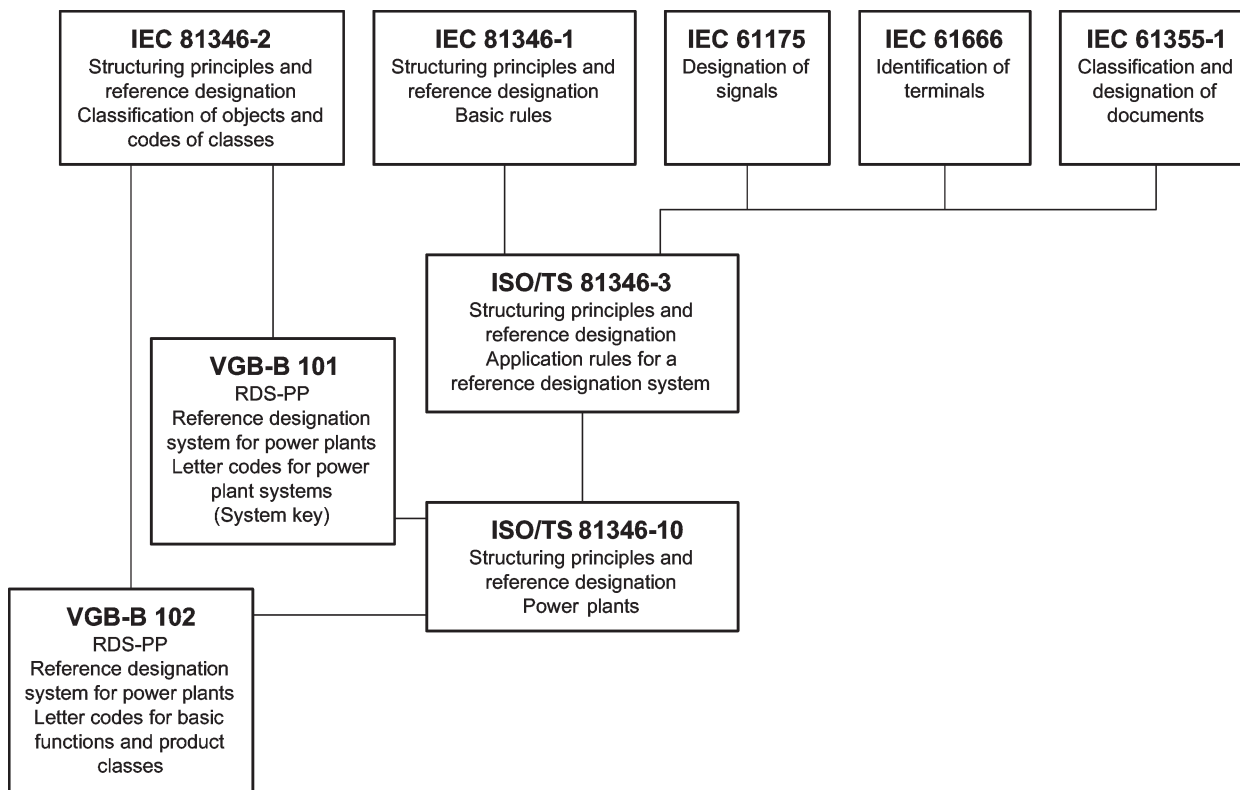 IEC 81346-2
Structuring principles and
reference designation
Classification of objects and
codes of classes
IEC 81346-1
Structuring principles and
reference designation
Basic rules
IEC 61175
Designation of
signals
IEC 61666
Identification of
terminals
IEC 61355-1
Classification and
designation of
documents
ISO/TS 81346-3
Structuring principles and
reference designation
Application rules for a
reference designation system
VGB-B 101
RDS-PP
Reference designation
system for power plants
Letter codes for power
plant systems
(System key)
ISO/TS 81346-10
Structuring principles and
reference designation
Power plants
VGB-B 102
RDS-PP
Reference designation
system for power plants
Letter codes for basic
functions and product
classes